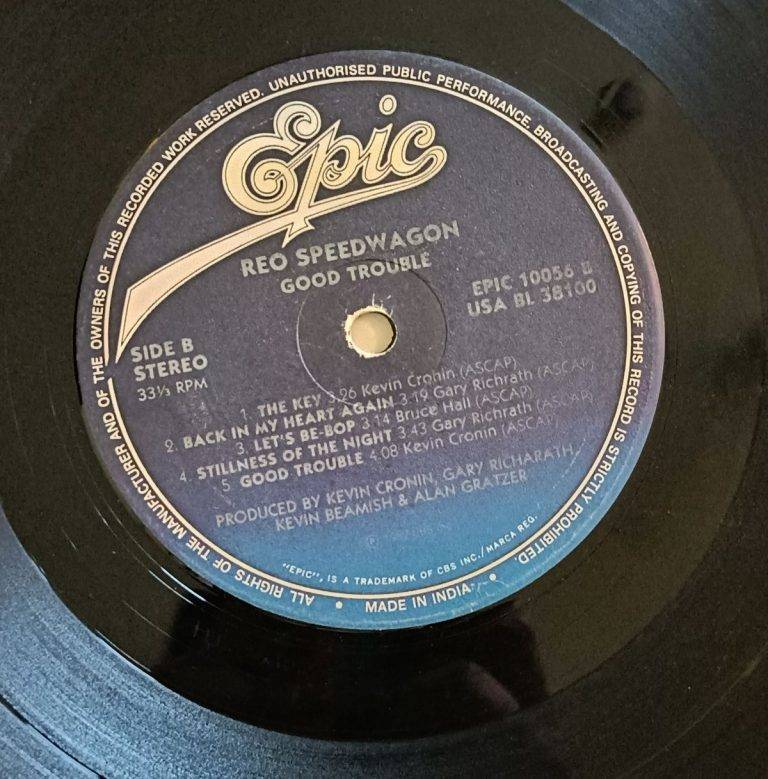 ALL RIGHTS OF THE MANUFACTURER AND OF THE OWNERS OF THIS RECORDED WORK RESERVED. UNAUTHORISED PUBLIC PERFORMANCE, BROADCASTING AND COPYING OF THIS RECORD IS STRICTLY PROHIBITED.
Epic
REO SPEEDWAGON
GOOD TROUBLE
EPIC 10056 B
USA BL 38100
SIDE B
STEREO
33⅓ RPM
1. THE KEY 3.26 Kevin Cronin (ASCAP)
2. BACK IN MY HEART AGAIN 3.19 Gary Richrath (ASCAP)
3. LET'S BE-BOP 3.14 Bruce Hall (ASCAP)
4. STILLNESS OF THE NIGHT 3.43 Gary Richrath (ASCAP)
5. GOOD TROUBLE 4.08 Kevin Cronin (ASCAP)
PRODUCED BY KEVIN CRONIN, GARY RICHARATH,
KEVIN BEAMISH & ALAN GRATZER
℗
"EPIC", IS A TRADEMARK OF CBS INC./MARCA REG.
• MADE IN INDIA •